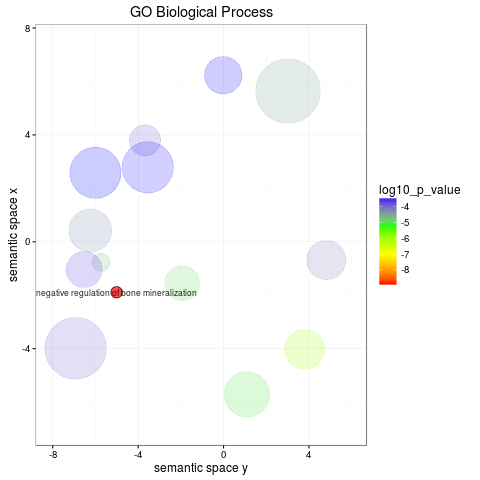 GO Biological Process
8
4
0
-4
semantic space x
negative regulation of bone mineralization
-8
-4
0
4
semantic space y
log10_p_value
-4
-5
-6
-7
-8